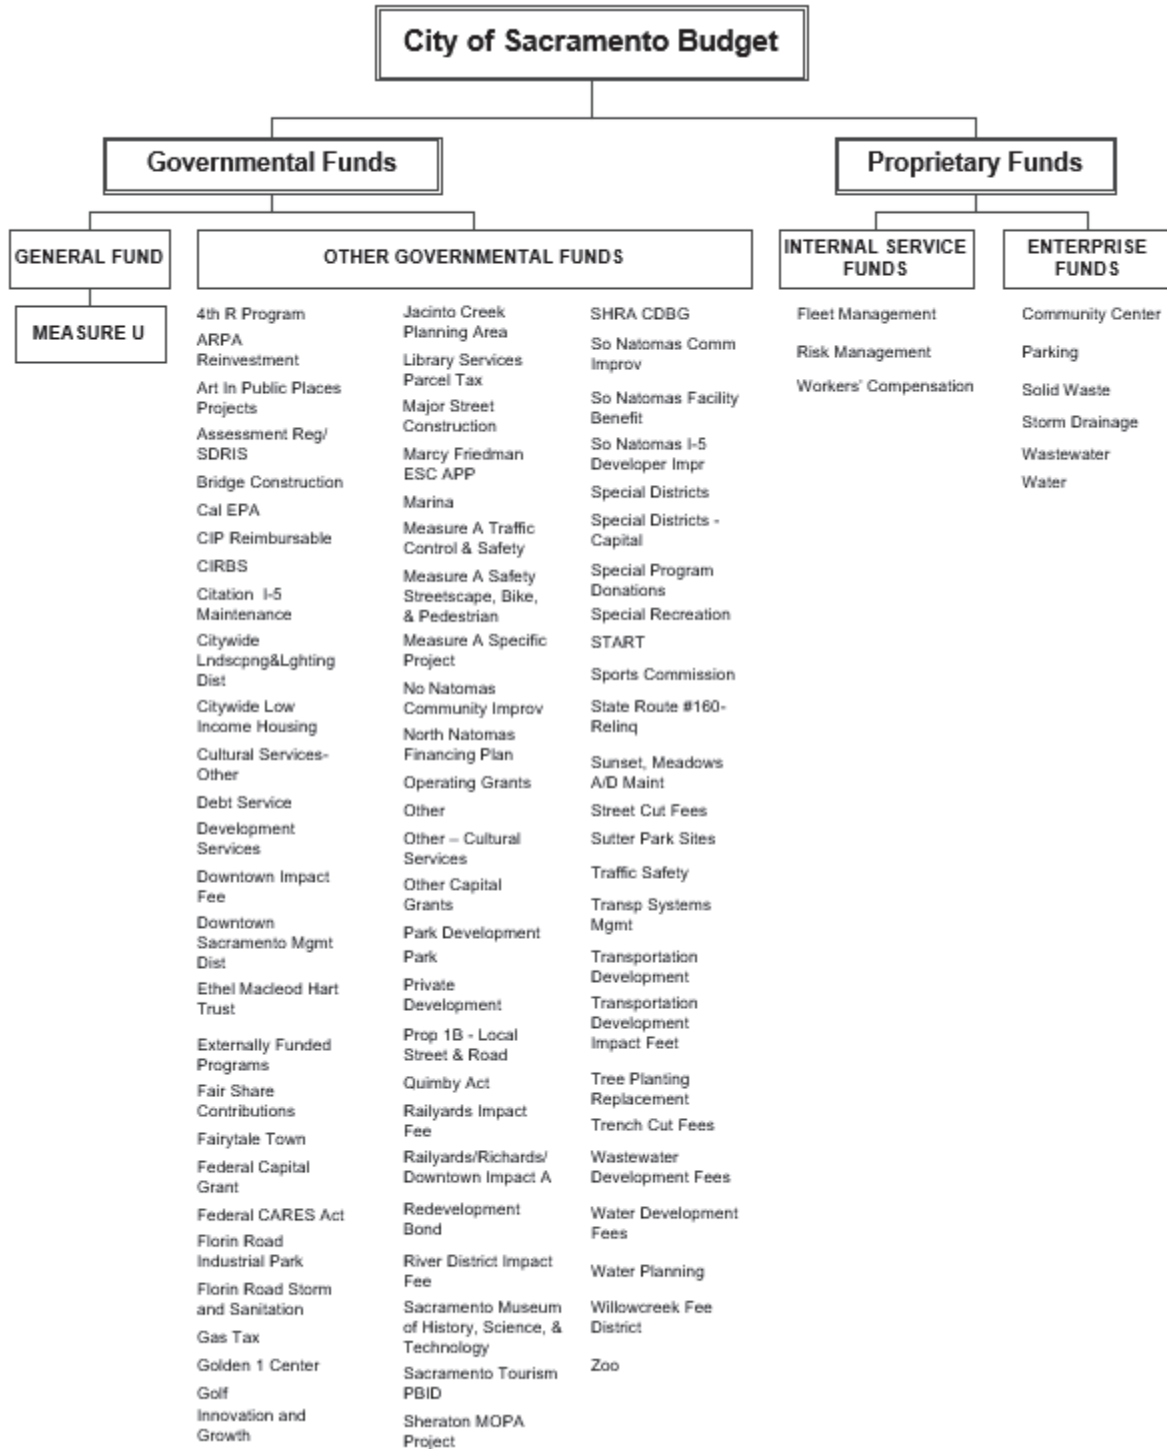 City of Sacramento Budget
Governmental Funds
Proprietary Funds
GENERAL FUND
MEASURE U
OTHER GOVERNMENTAL FUNDS
4th R Program
ARPA
Reinvestment
Art In Public Places
Projects
Assessment Reg/
SDRIS
Bridge Construction
Cal EPA
CIP Reimbursable
CIRBS
Citation I-5
Maintenance
Citywide
Lndscpng&Lghting
Dist
Citywide Low
Income Housing
Cultural Services-
Other
Debt Service
Development
Services
Downtown Impact
Fee
Downtown
Sacramento Mgmt
Dist
Ethel Macleod Hart
Trust
Externally Funded
Programs
Fair Share
Contributions
Fairytale Town
Federal Capital
Grant
Federal CARES Act
Florin Road
Industrial Park
Florin Road Storm
and Sanitation
Gas Tax
Golden 1 Center
Golf
Innovation and
Growth
Jacinto Creek
Planning Area
Library Services
Parcel Tax
Major Street
Construction
Marcy Friedman
ESC APP
Marina
Measure A Traffic
Control & Safety
Measure A Safety
Streetscape, Bike,
& Pedestrian
Measure A Specific
Project
No Natomas
Community Improv
North Natomas
Financing Plan
Operating Grants
Other
Other – Cultural
Services
Other Capital
Grants
Park Development
Park
Private
Development
Prop 1B - Local
Street & Road
Quimby Act
Railyards Impact
Fee
Railyards/Richards/
Downtown Impact A
Redevelopment
Bond
River District Impact
Fee
Sacramento Museum
of History, Science, &
Technology
Sacramento Tourism
PBID
Sheraton MOPA
Project
SHRA CDBG
So Natomas Comm
Improv
So Natomas Facility
Benefit
So Natomas I-5
Developer Impr
Special Districts
Special Districts -
Capital
Special Program
Donations
Special Recreation
START
Sports Commission
State Route #160-
Relinq
Sunset, Meadows
A/D Maint
Street Cut Fees
Sutter Park Sites
Traffic Safety
Transp Systems
Mgmt
Transportation
Development
Transportation
Development
Impact Feet
Tree Planting
Replacement
Trench Cut Fees
Wastewater
Development Fees
Water Development
Fees
Water Planning
Willowcreek Fee
District
Zoo
INTERNAL SERVICE
FUNDS
Fleet Management
Risk Management
Workers' Compensation
ENTERPRISE
FUNDS
Community Center
Parking
Solid Waste
Storm Drainage
Wastewater
Water